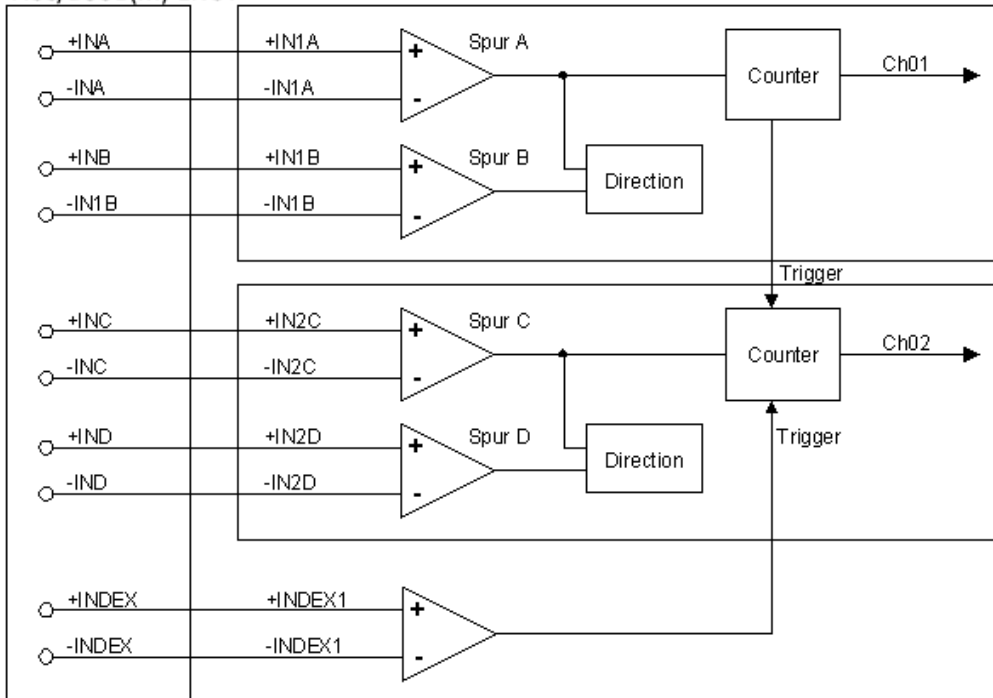 +INA +IN1A Spur A
+ -
-INA -IN1A Counter Ch01
+INB +IN1B Spur B
+ -
-IN1B -IN1B Direction
Trigger
+INC +IN2C Spur C
+ -
-INC -IN2C Counter Ch02
+IND +IN2D Spur D Trigger
+ -
-IND -IN2D Direction
+INDEX +INDEX1
+ -
-INDEX -INDEX1